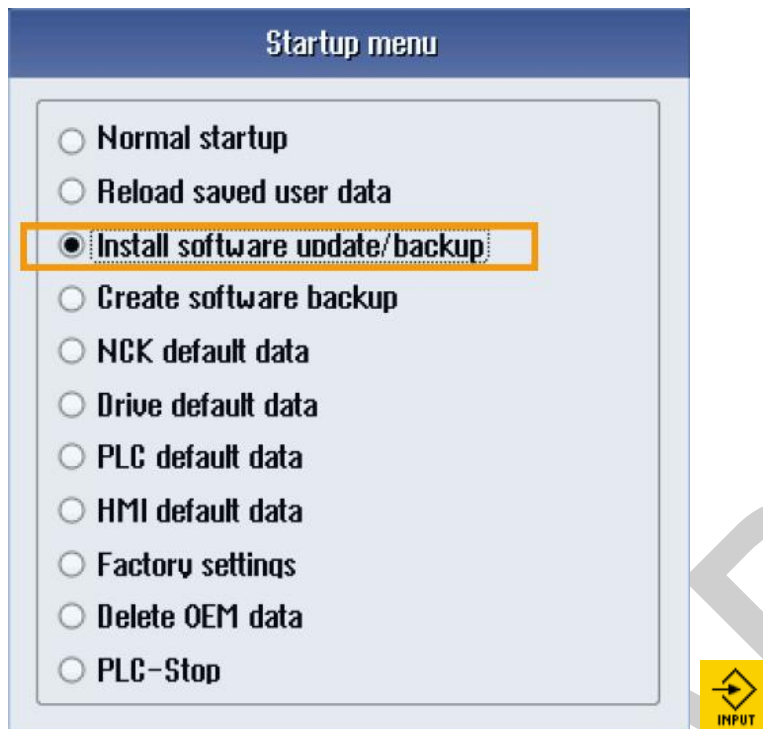 Startup menu
Normal startup
Reload saved user data
Install software update/backup
Create software backup
NCK default data
Drive default data
PLC default data
HMI default data
Factory settings
Delete OEM data
PLC-Stop
INPUT